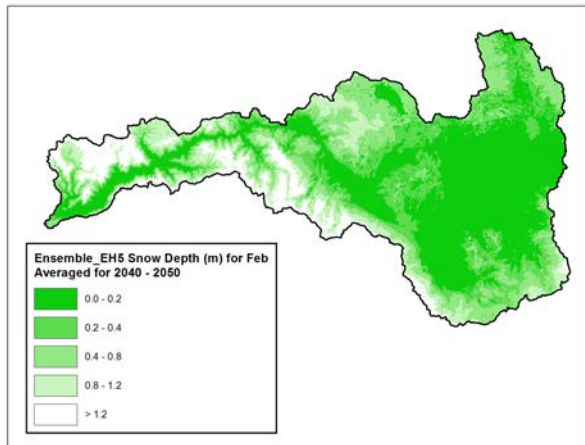 Ensemble_EH5 Snow Depth (m) for Feb
Averaged for 2040 - 2050
0.0 - 0.2
0.2 - 0.4
0.4 - 0.8
0.8 - 1.2
> 1.2